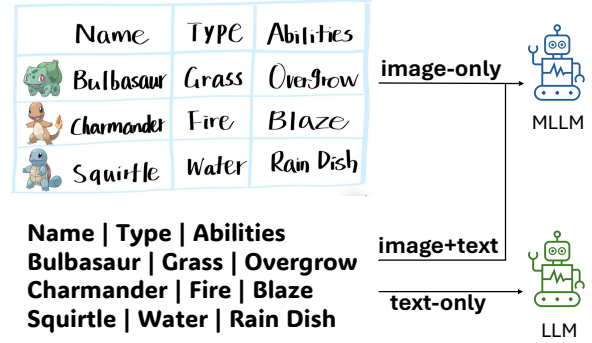 Name Type Abilities
Bulbasaur Grass Overgrow
Charmander Fire Blaze
Squirtle Water Rain Dish
image-only
MLLM
Name | Type | Abilities
Bulbasaur | Grass | Overgrow
Charmander | Fire | Blaze
Squirtle | Water | Rain Dish
image+text
text-only
LLM